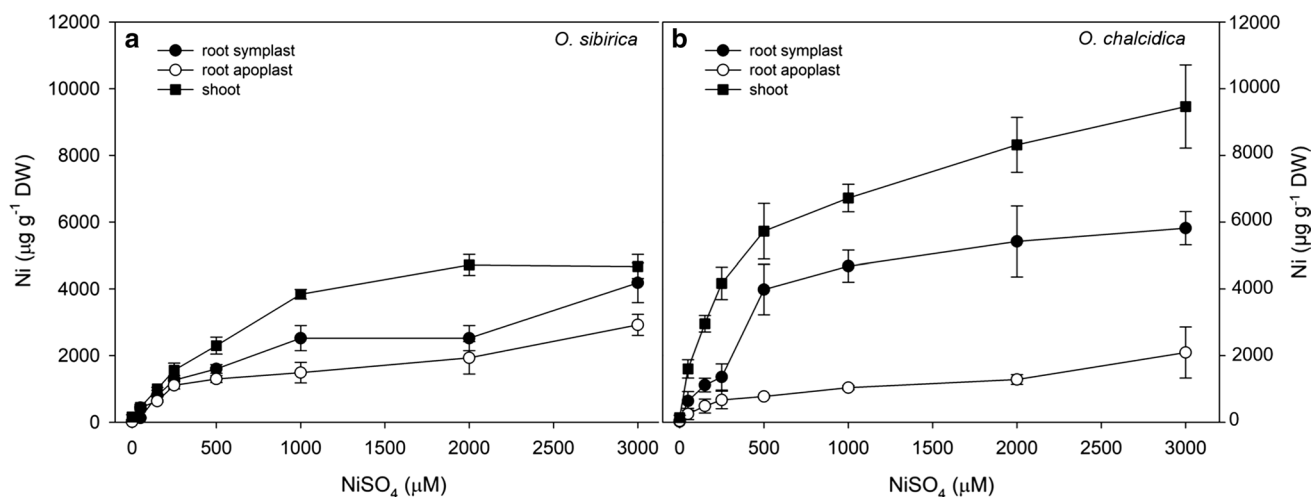 a
O. sibirica
root symplast
root apoplast
shoot
12000
10000
8000
6000
4000
2000
0
Ni (µg g⁻¹ DW)
0 500 1000 1500 2000 2500 3000
NiSO₄ (µM)
b
O. chalcidica
root symplast
root apoplast
shoot
12000
10000
8000
6000
4000
2000
0
Ni (µg g⁻¹ DW)
0 500 1000 1500 2000 2500 3000
NiSO₄ (µM)